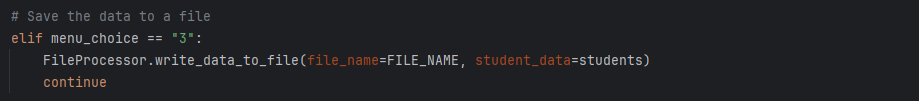 # Save the data to a file
elif menu_choice == "3":
    FileProcessor.write_data_to_file(file_name=FILE_NAME, student_data=students)
    continue